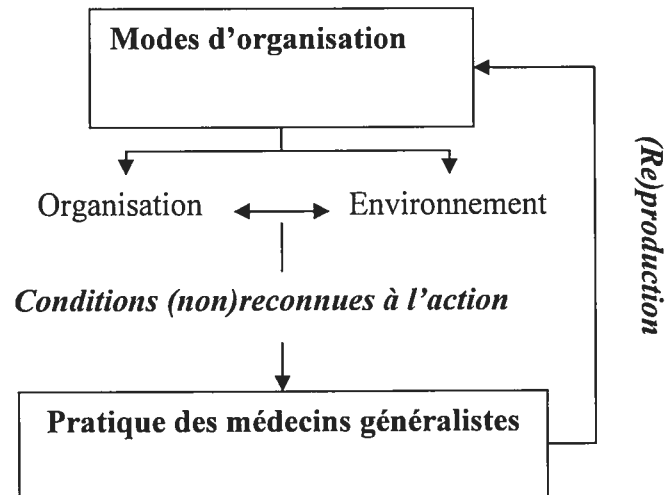 Modes d'organisation
Organisation
Environnement
Conditions (non)reconnues à l'action
Pratique des médecins généralistes
(Re)production